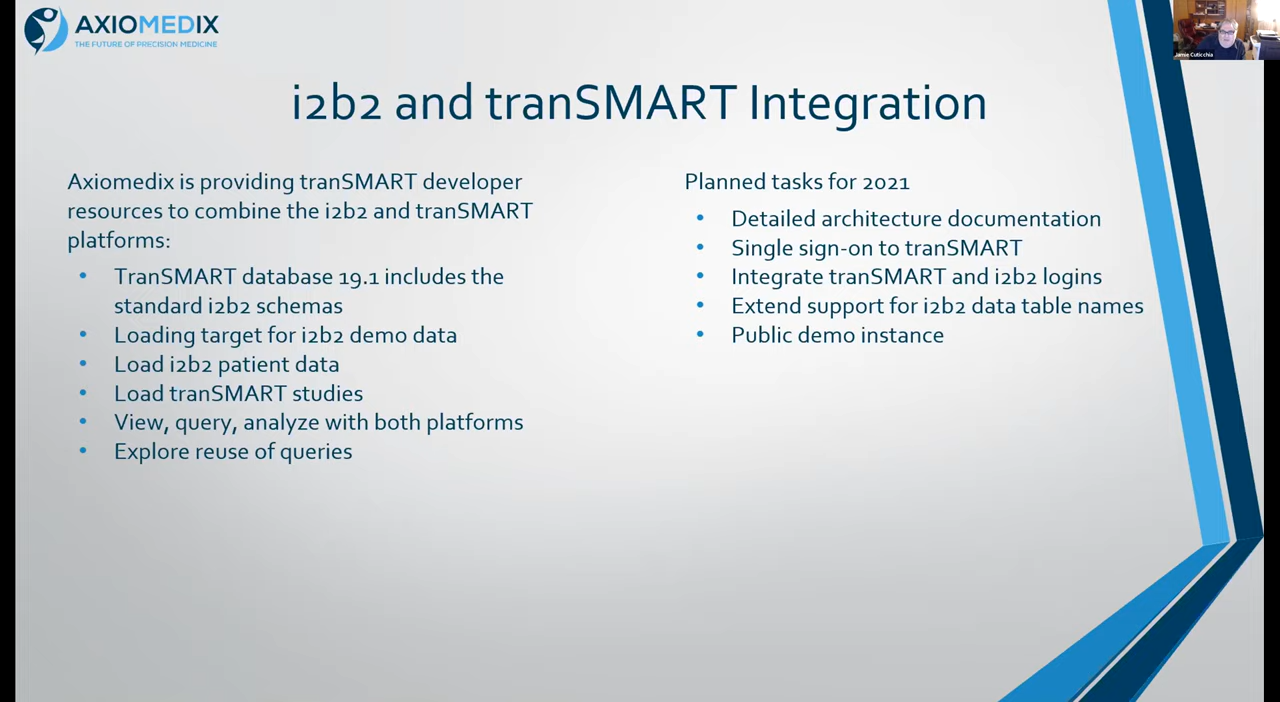 AXIOMEDIX
THE FUTURE OF PRECISION MEDICINE
Jamie Cuticchia
i2b2 and tranSMART Integration
Axiomedix is providing tranSMART developer
resources to combine the i2b2 and tranSMART
platforms:
• TranSMART database 19.1 includes the
standard i2b2 schemas
• Loading target for i2b2 demo data
• Load i2b2 patient data
• Load tranSMART studies
• View, query, analyze with both platforms
• Explore reuse of queries
Planned tasks for 2021
• Detailed architecture documentation
• Single sign-on to tranSMART
• Integrate tranSMART and i2b2 logins
• Extend support for i2b2 data table names
• Public demo instance